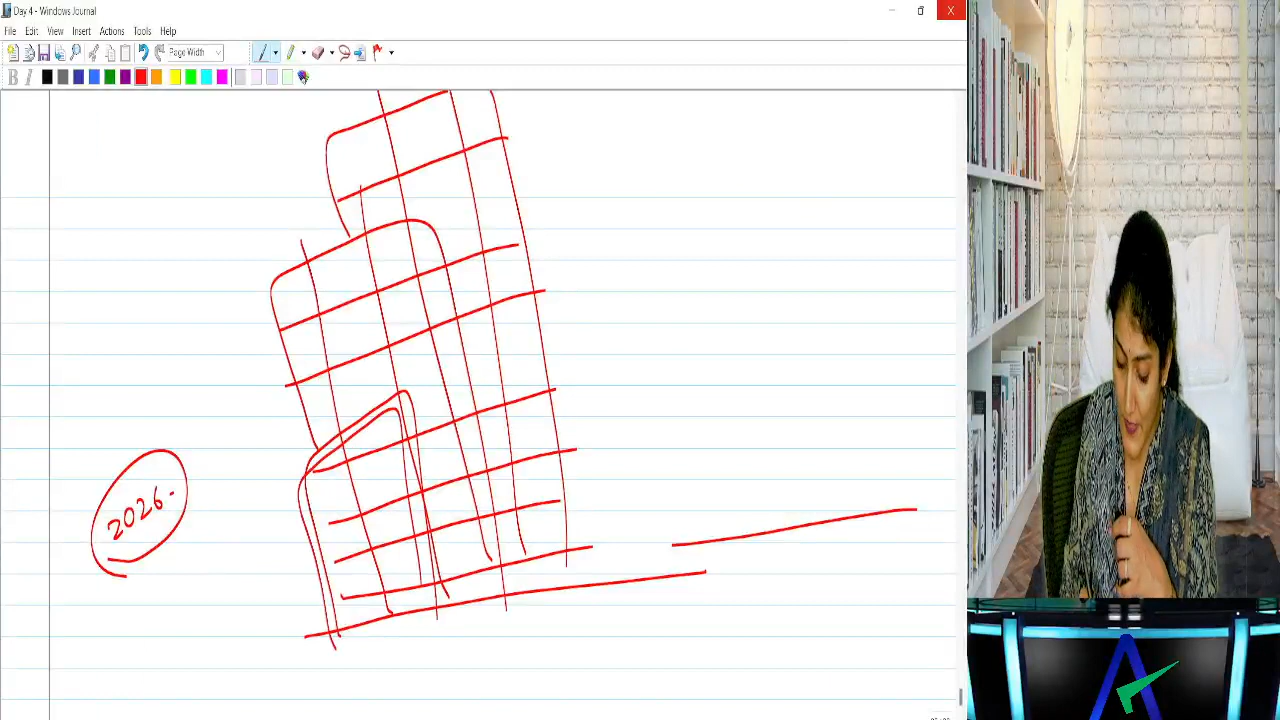 Day 4 - Windows Journal
File Edit View Insert Actions Tools Help
Page Width
B I
2026.